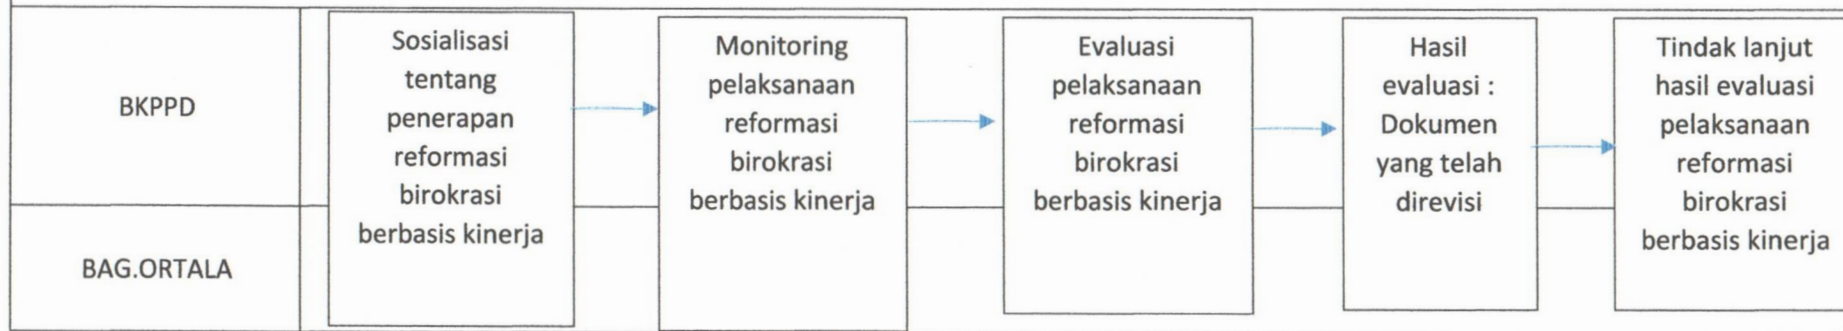 BKPPD
BAG.ORTALA
Sosialisasi
tentang
penerapan
reformasi
birokrasi
berbasis kinerja
Monitoring
pelaksanaan
reformasi
birokrasi
berbasis kinerja
Evaluasi
pelaksanaan
reformasi
birokrasi
berbasis kinerja
Hasil
evaluasi :
Dokumen
yang telah
direvisi
Tindak lanjut
hasil evaluasi
pelaksanaan
reformasi
birokrasi
berbasis kinerja